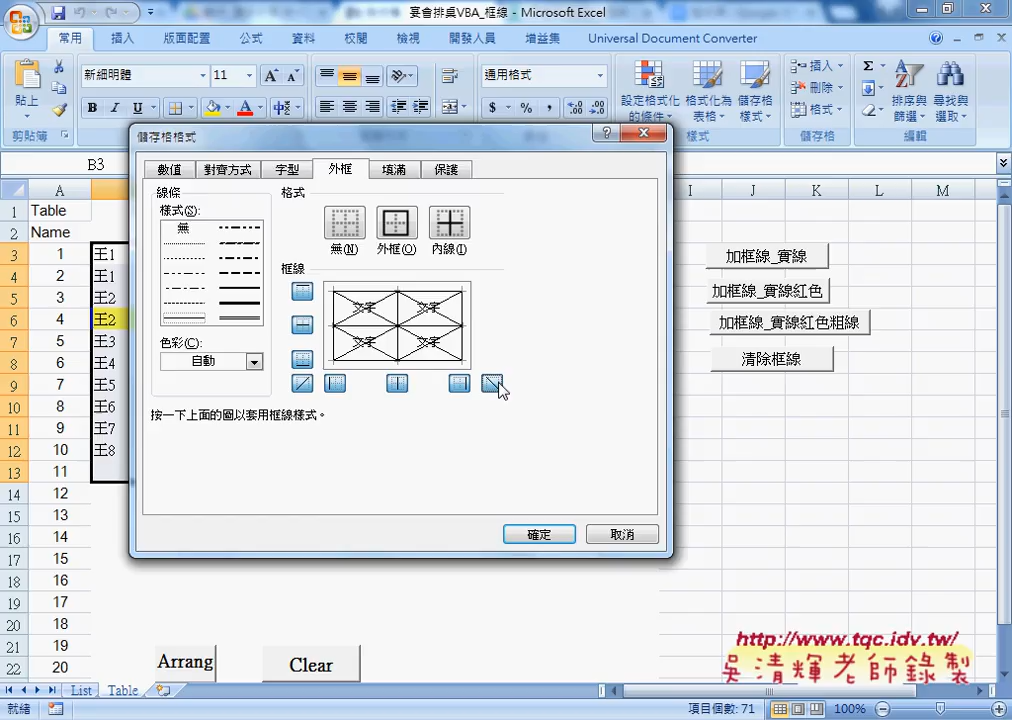 宴會排桌VBA_框線 - Microsoft Excel
常用 插入 版面配置 公式 資料 校閱 檢視 開發人員 增益集 Universal Document Converter
新細明體 11 通用格式 Σ 插入
貼上 B I U A 中 $ % , 設定格式化的條件 格式化為表格 儲存格樣式 刪除 格式 排序與篩選 尋找與選取
剪貼簿 樣式 儲存格 編輯
B3
儲存格格式
數值 對齊方式 字型 外框 填滿 保護
線條
樣式(S):
無
色彩(C):
自動
格式
無(N) 外框(O) 內線(I)
框線
文字 文字
文字 文字
按一下上面的圖以套用框線樣式。
確定 取消
A I J K L M
1 Table
2 Name
3 1 王1
4 2 王1
5 3 王2
6 4 王2
7 5 王3
8 6 王4
9 7 王5
10 8 王6
11 9 王7
12 10 王8
13 11
14 12
15 13
16 14
17 15
18 16
19 17
20 18
21 19
22 20
加框線_實線
加框線_實線紅色
加框線_實線紅色粗線
清除框線
Arrang Clear
http://www.tqc.idv.tw/
吳清輝老師錄製
List Table
就緒 項目個數: 71 100%